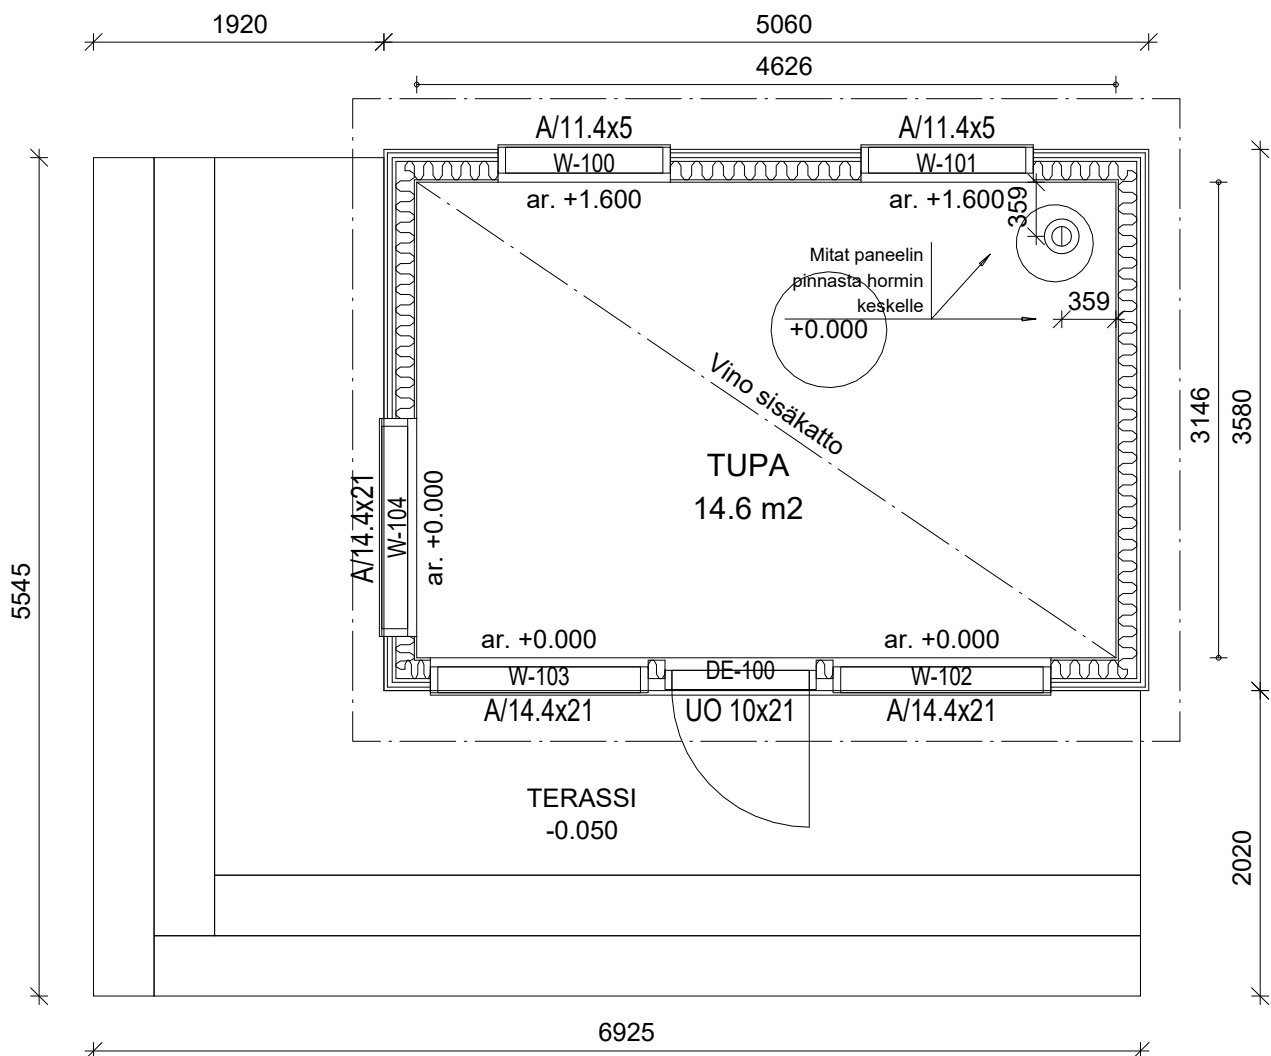 1920
5060
4626
A/11.4x5
A/11.4x5
W-100
W-101
ar. +1.600
ar. +1.600
359
Mitat paneelin
pinnasta hormin
keskelle
359
+0.000
Vino sisäkatto
3146
3580
TUPA
14.6 m2
A/14.4x21
W-104
ar. +0.000
5545
ar. +0.000
ar. +0.000
W-103
DE-100
W-102
A/14.4x21
UO 10x21
A/14.4x21
TERASSI
-0.050
2020
6925